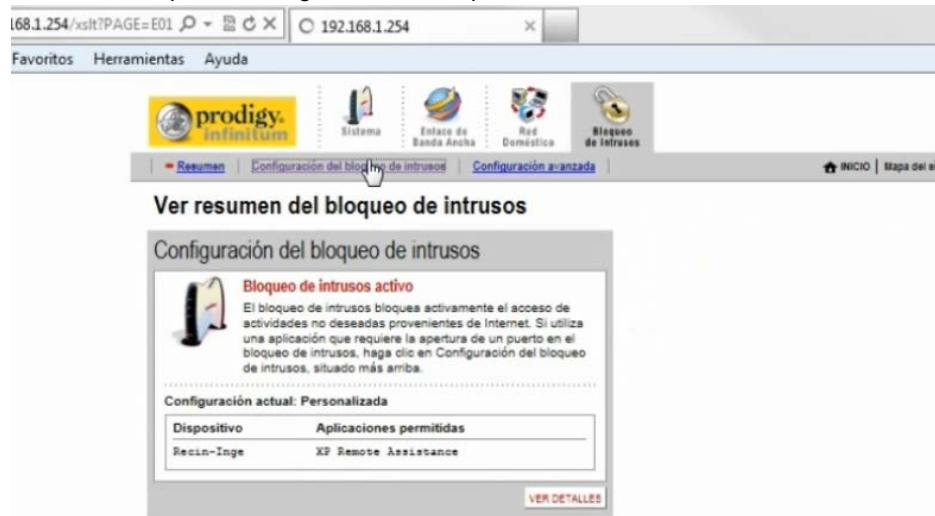 168.1.254/xslt?PAGE=E01
192.168.1.254
Favoritos Herramientas Ayuda
prodigy
infinitum
Sistema
Enlace de
Banda Ancha
Red
Doméstica
Bloqueo
de Intrusos
Resumen Configuración del bloqueo de intrusos Configuración avanzada INICIO Mapa del
Ver resumen del bloqueo de intrusos
Configuración del bloqueo de intrusos
Bloqueo de intrusos activo
El bloqueo de intrusos bloquea activamente el acceso de
actividades no deseadas provenientes de Internet. Si utiliza
una aplicación que requiere la apertura de un puerto en el
bloqueo de intrusos, haga clic en Configuración del bloqueo
de intrusos, situado más arriba.
Configuración actual: Personalizada
Dispositivo Aplicaciones permitidas
Recin-Inge XP Remote Assistance
VER DETALLES